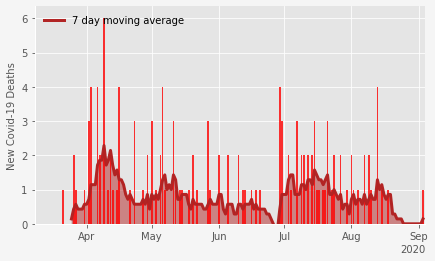 7 day moving average
New Covid-19 Deaths
6
5
4
3
2
1
0
Apr
May
Jun
Jul
Aug
Sep
2020